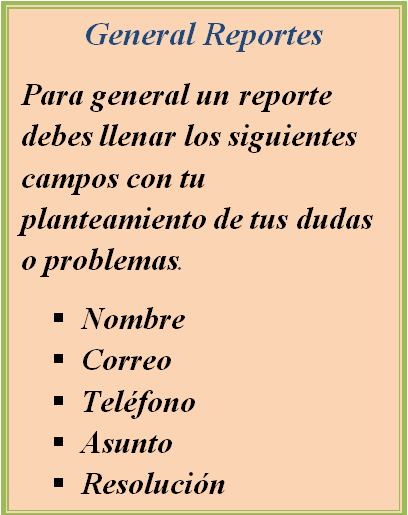 General Reportes
Para general un reporte
debes llenar los siguientes
campos con tu
planteamiento de tus dudas
o problemas.
▪ Nombre
▪ Correo
▪ Teléfono
▪ Asunto
▪ Resolución